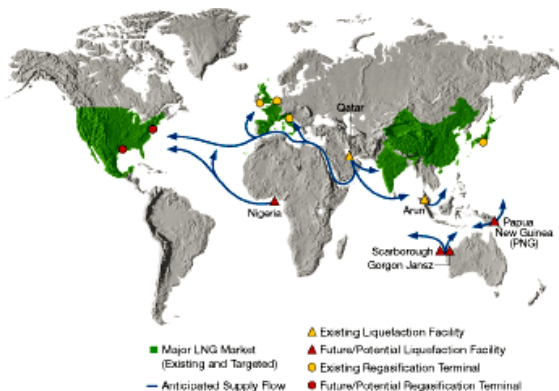 Qatar
Nigeria
Arun
Papua
New Guinea
(PNG)
Scarborough
Gorgon Jansz
Major LNG Market
(Existing and Targeted)
Anticipated Supply Flow
Existing Liquefaction Facility
Future/Potential Liquefaction Facility
Existing Regasification Terminal
Future/Potential Regasification Terminal